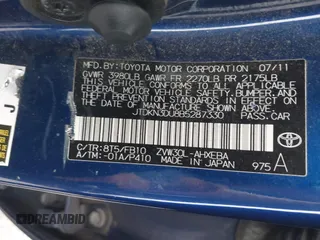 MFD. BY: TOYOTA MOTOR CORPORATION 07/11
GVWR 3980LB GAWR FR 2270LB RR 2175LB
THIS VEHICLE CONFORMS TO ALL APPLICABLE
FEDERAL MOTOR VEHICLE SAFETY, BUMPER, AND
THEFT PREVENTION STANDARDS IN EFFECT ON
THE DATE OF MANUFACTURE SHOWN ABOVE.
JTDKN3DU8B5287330 PASS.CAR
C/TR:8T5/FB10 ZVW30L-AHXEBA
A/TM:-01A/P410 MADE IN JAPAN 975 A
TOYOTA
J
© DREAMBID